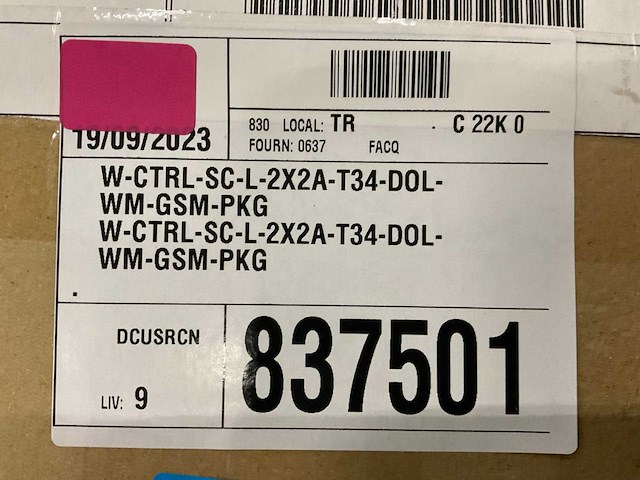 19/09/2023
830 LOCAL: TR . C 22K 0
FOURN: 0637 FACQ
W-CTRL-SC-L-2X2A-T34-DOL-
WM-GSM-PKG
W-CTRL-SC-L-2X2A-T34-DOL-
WM-GSM-PKG
.
DCUSRCN
LIV: 9
837501